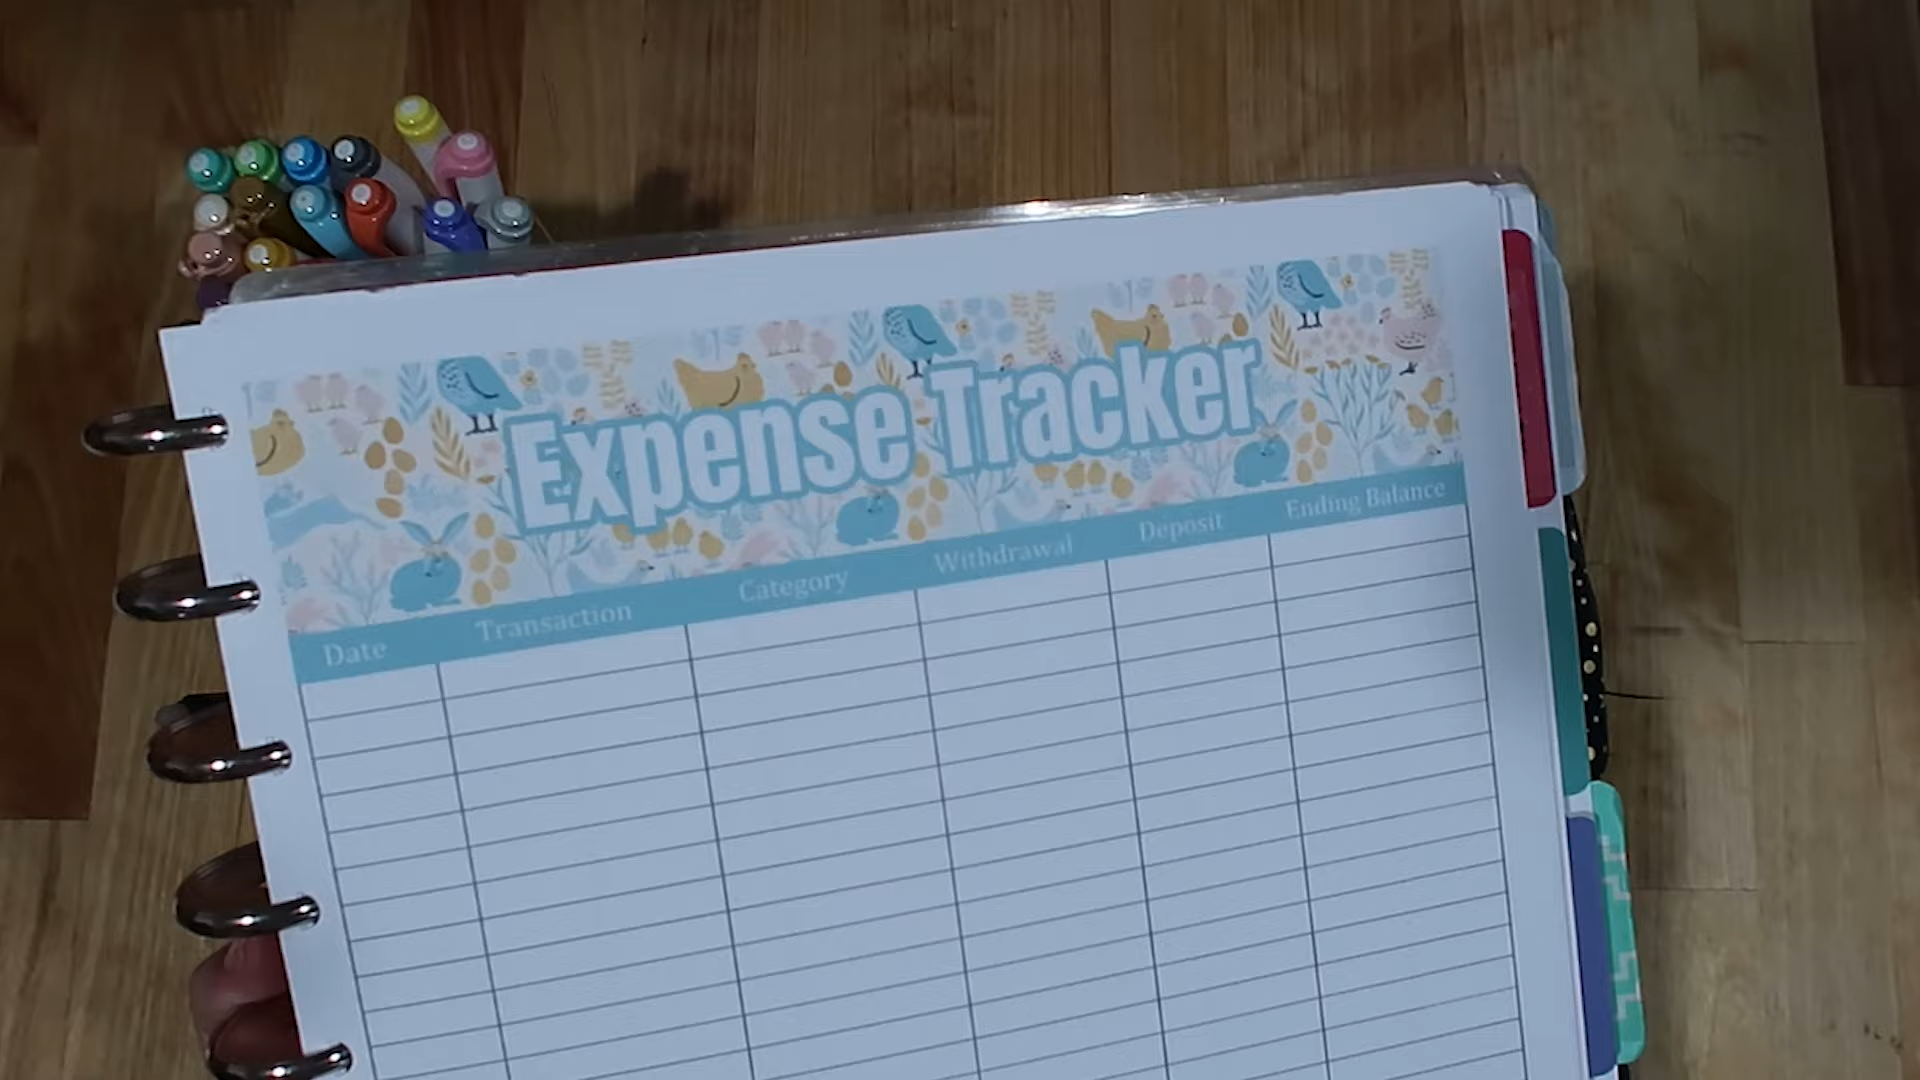 Expense Tracker
Date Transaction Category Withdrawal Deposit Ending Balance